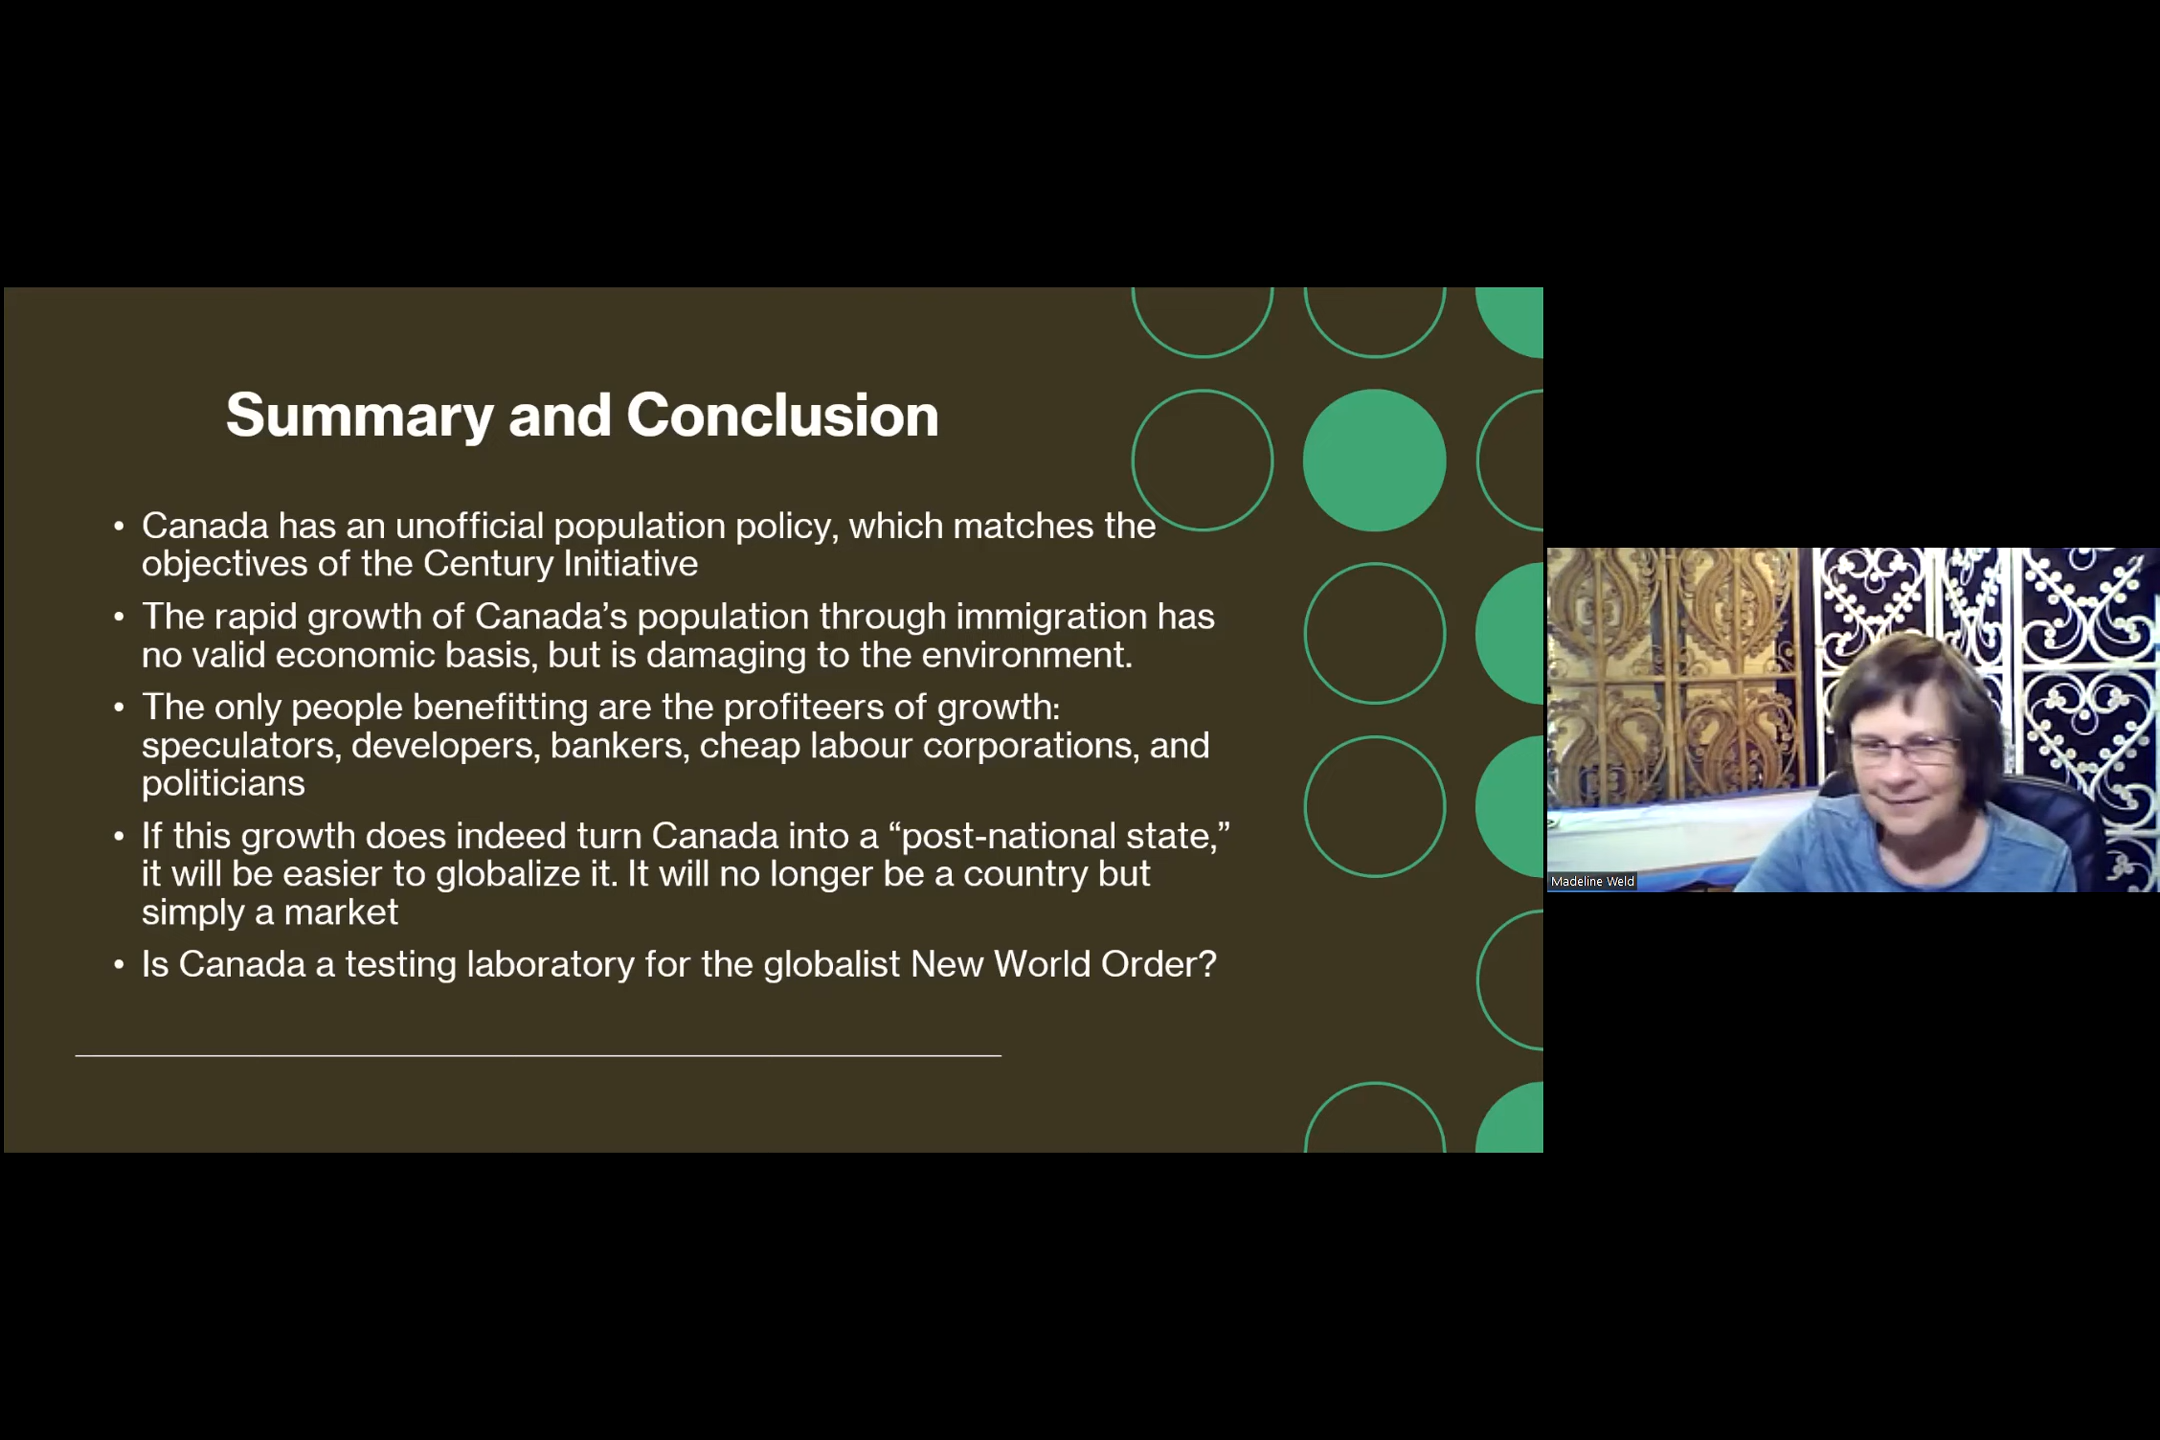 Summary and Conclusion
• Canada has an unofficial population policy, which matches the
objectives of the Century Initiative
• The rapid growth of Canada’s population through immigration has
no valid economic basis, but is damaging to the environment.
• The only people benefitting are the profiteers of growth:
speculators, developers, bankers, cheap labour corporations, and
politicians
• If this growth does indeed turn Canada into a “post-national state,”
it will be easier to globalize it. It will no longer be a country but
simply a market
• Is Canada a testing laboratory for the globalist New World Order?
Madeline Weld